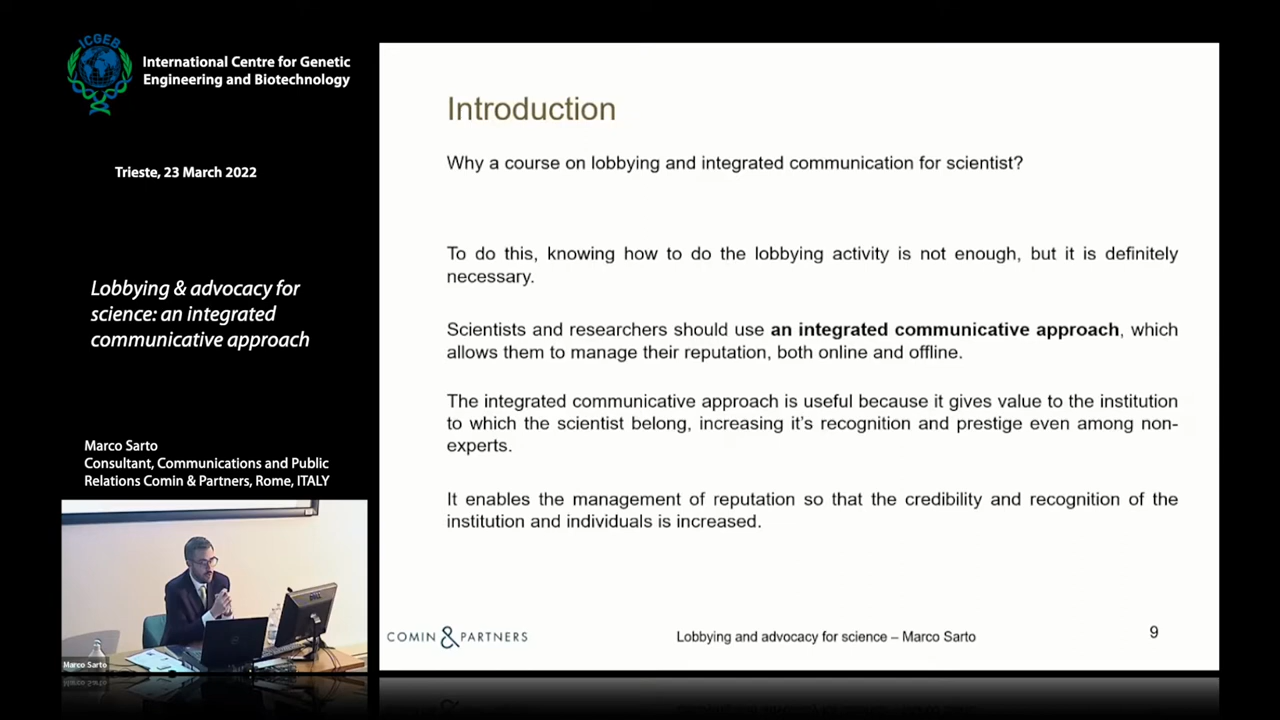 ICGEB
International Centre for Genetic
Engineering and Biotechnology
Trieste, 23 March 2022
Lobbying & advocacy for
science: an integrated
communicative approach
Marco Sarto
Consultant, Communications and Public
Relations Comin & Partners, Rome, ITALY
Marco Sarto
Introduction
Why a course on lobbying and integrated communication for scientist?
To do this, knowing how to do the lobbying activity is not enough, but it is definitely
necessary.
Scientists and researchers should use an integrated communicative approach, which
allows them to manage their reputation, both online and offline.
The integrated communicative approach is useful because it gives value to the institution
to which the scientist belong, increasing it's recognition and prestige even among non-
experts.
It enables the management of reputation so that the credibility and recognition of the
institution and individuals is increased.
COMIN & PARTNERS
Lobbying and advocacy for science – Marco Sarto
9